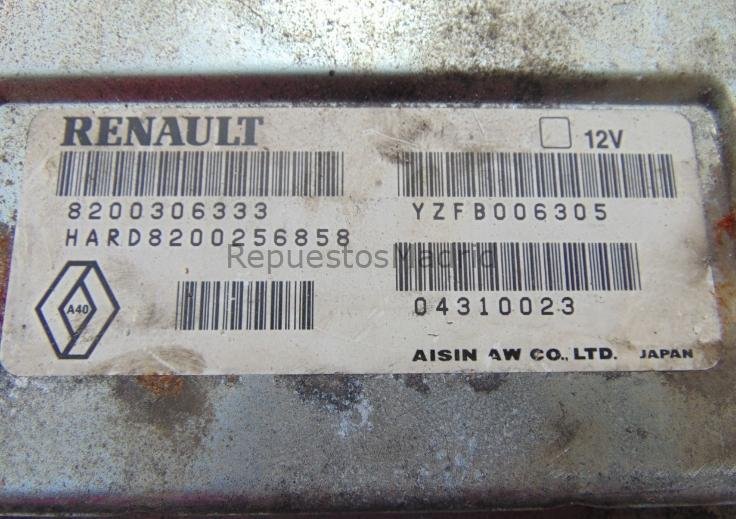 RENAULT
12V
8200306333
YZFB006305
HARD8200256858
RepuestosMadrid
A40
04310023
AISIN AW CO., LTD. JAPAN